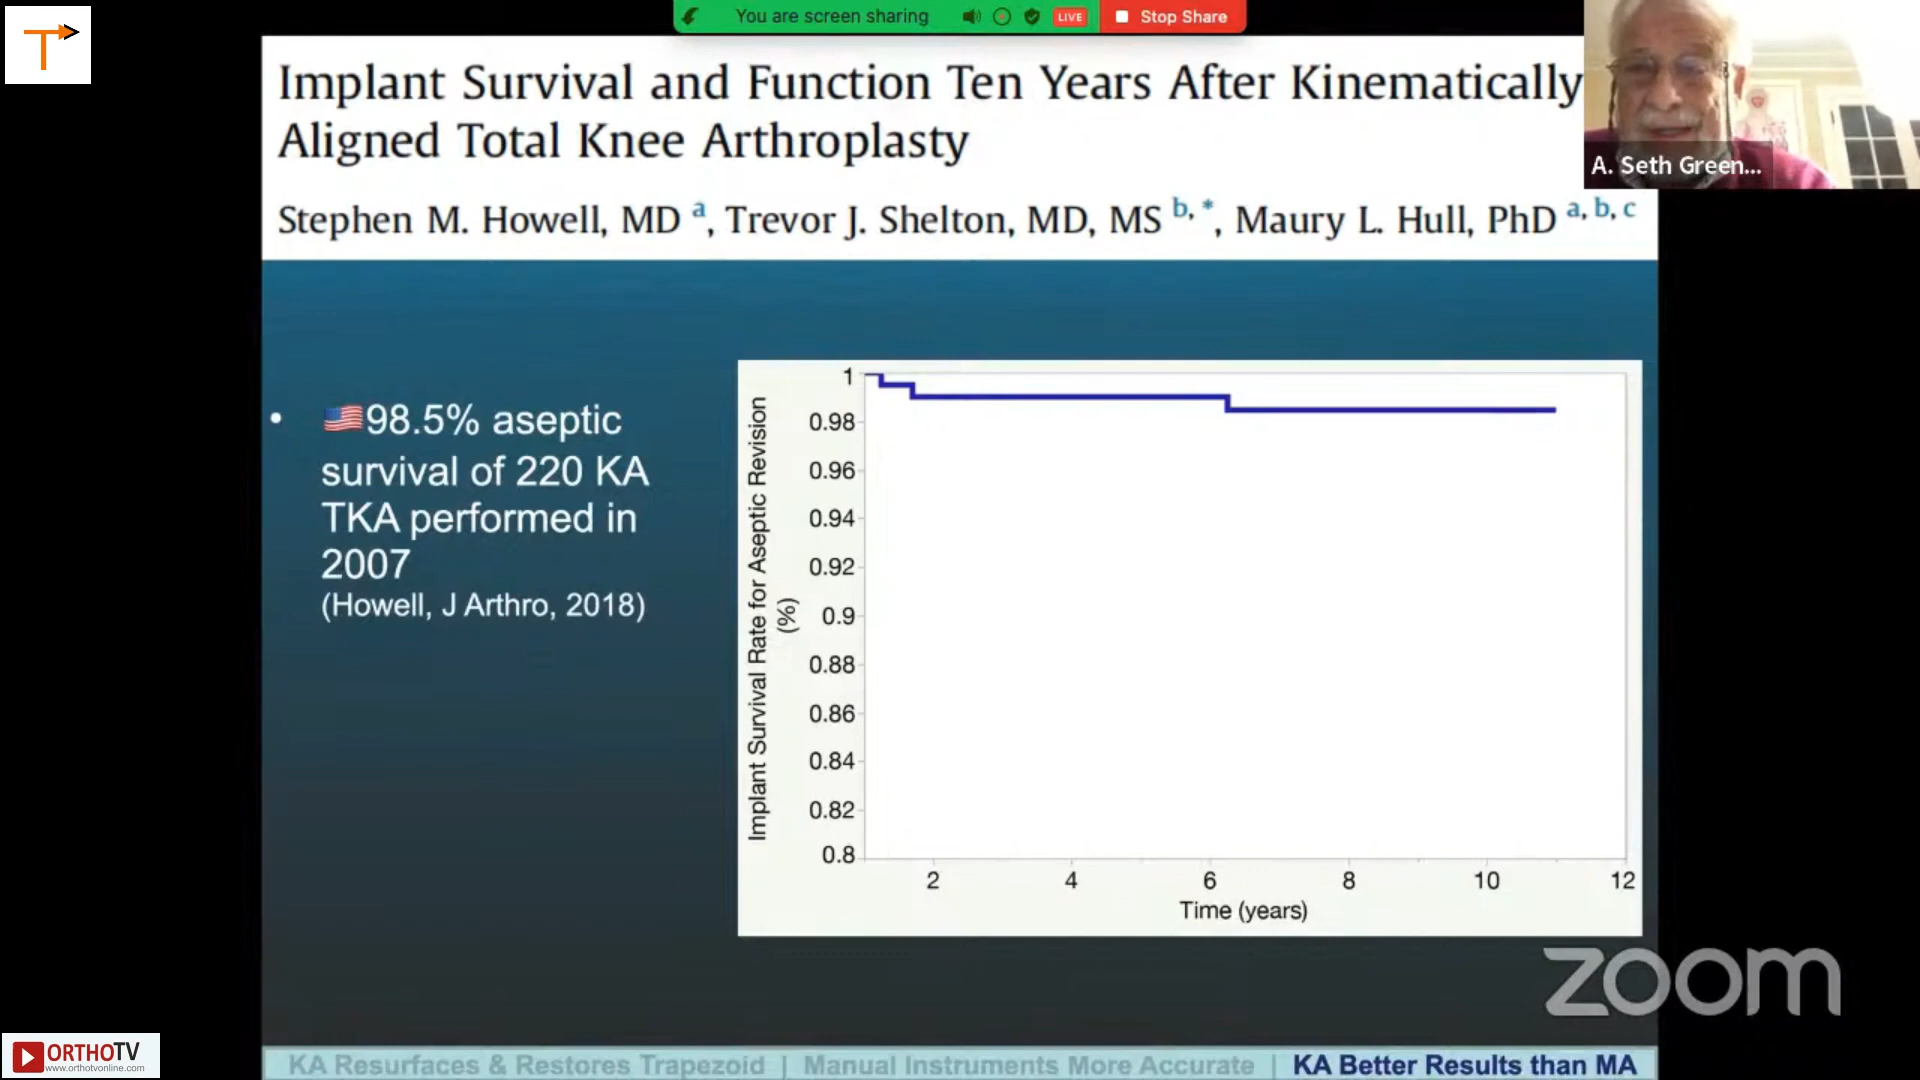 You are screen sharing
LIVE
Stop Share
T
Implant Survival and Function Ten Years After Kinematically
Aligned Total Knee Arthroplasty
A. Seth Green...
Stephen M. Howell, MD a, Trevor J. Shelton, MD, MS b, *, Maury L. Hull, PhD a, b, c
• 98.5% aseptic
survival of 220 KA
TKA performed in
2007
(Howell, J Arthro, 2018)
Implant Survival Rate for Aseptic Revision
(%)
1
0.98
0.96
0.94
0.92
0.9
0.88
0.86
0.84
0.82
0.8
2 4 6 8 10 12
Time (years)
zoom
ORTHOTV
www.orthotvonline.com
KA Resurfaces & Restores Trapezoid | Manual Instruments More Accurate | KA Better Results than MA